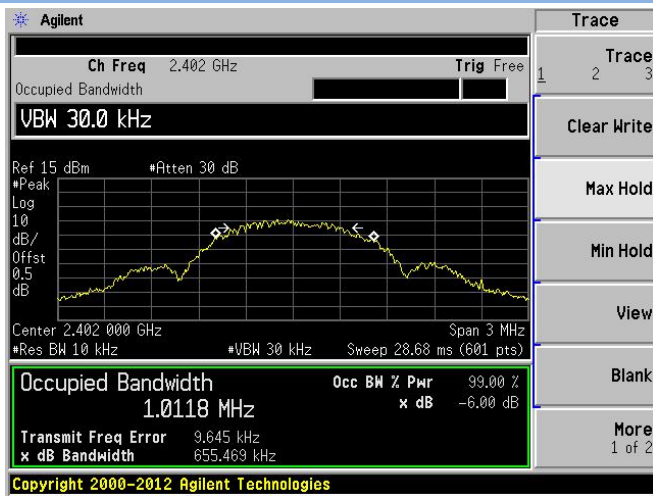 Agilent
Trace
Ch Freq 2.402 GHz
Trig Free
Occupied Bandwidth
VBW 30.0 kHz
Ref 15 dBm
#Atten 30 dB
#Peak
Log
10
dB/
Offst
0.5
dB
Center 2.402 000 GHz
Span 3 MHz
#Res BW 10 kHz
#VBW 30 kHz
Sweep 28.68 ms (601 pts)
Occupied Bandwidth
1.0118 MHz
Occ BW % Pwr 99.00 %
x dB -6.00 dB
Transmit Freq Error 9.645 kHz
x dB Bandwidth 655.469 kHz
Copyright 2000-2012 Agilent Technologies
Trace
1 2 3
Clear Write
Max Hold
Min Hold
View
Blank
More
1 of 2